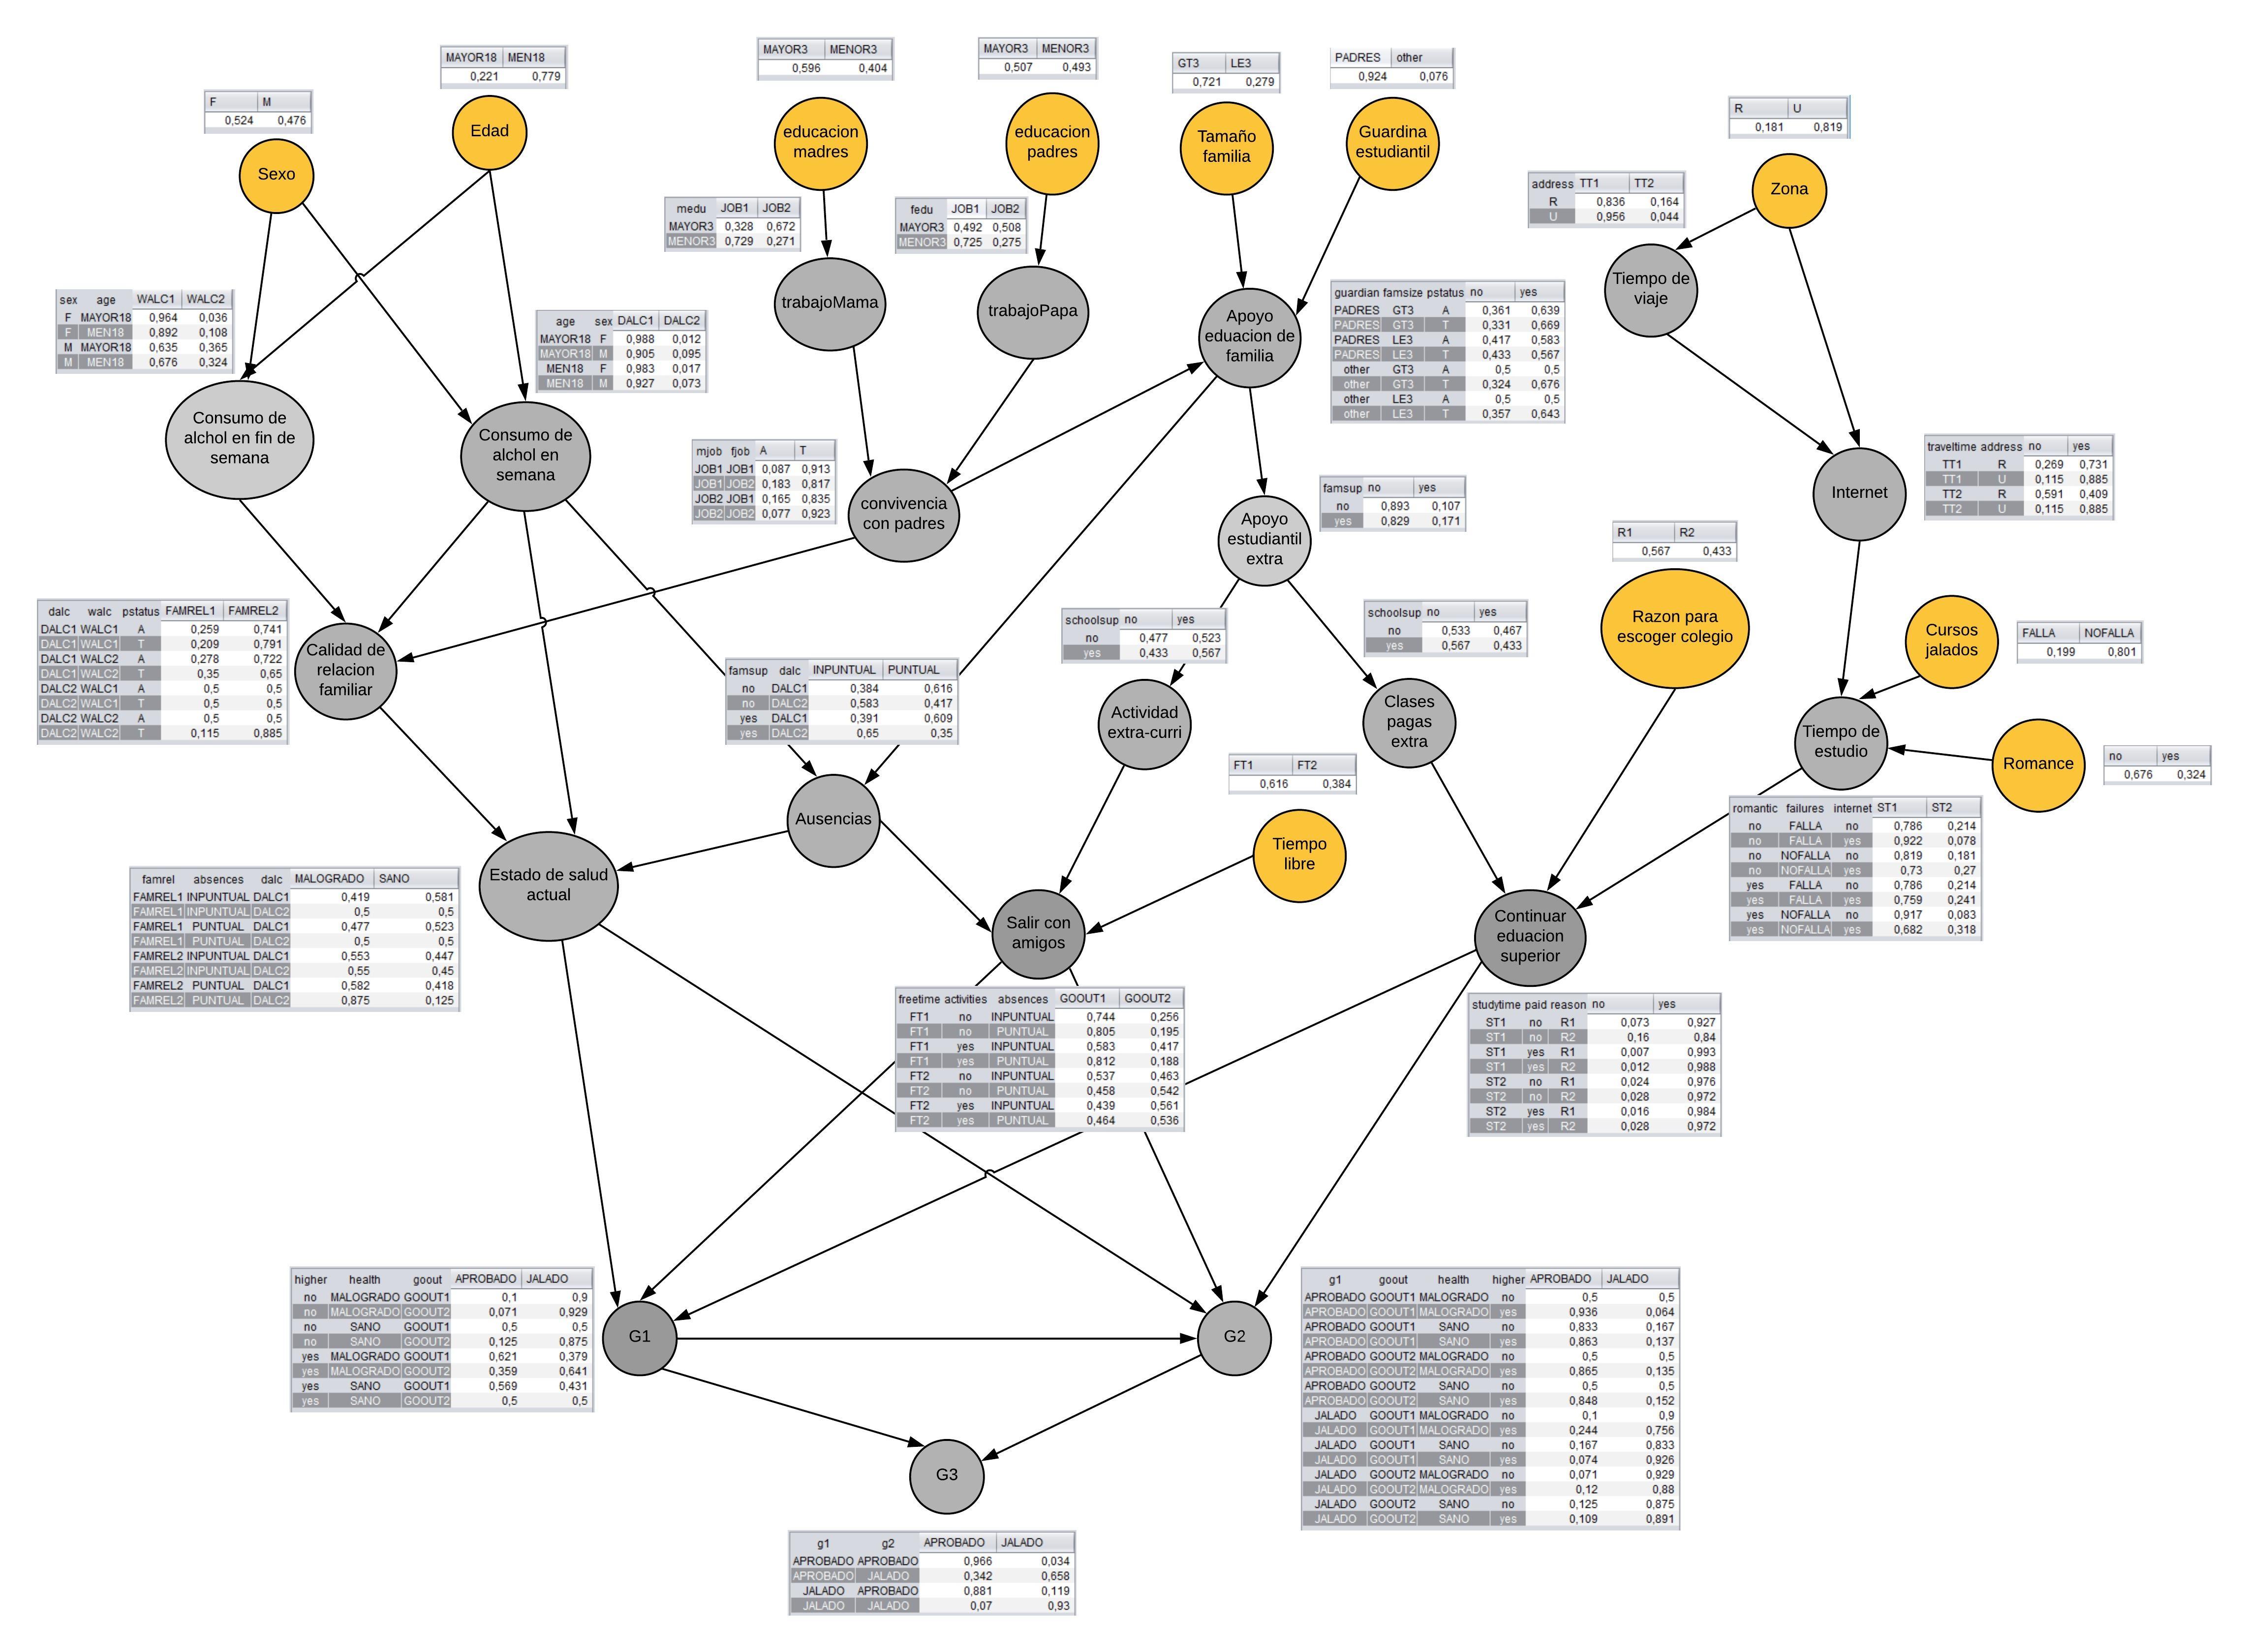 MAYOR18 MEN18
0,221 0,779
MAYOR3 MENOR3
0,596 0,404
MAYOR3 MENOR3
0,507 0,493
GT3 LE3
0,721 0,279
PADRES other
0,924 0,076
F M
0,524 0,476
R U
0,181 0,819
Sexo
Edad
educacion
madres
educacion
padres
Tamaño
familia
Guardina
estudiantil
Zona
address TT1 TT2
R 0,836 0,164
U 0,956 0,044
medu JOB1 JOB2
MAYOR3 0,328 0,672
MENOR3 0,729 0,271
fedu JOB1 JOB2
MAYOR3 0,492 0,508
MENOR3 0,725 0,275
trabajoMama
trabajoPapa
Apoyo
eduacion de
familia
Tiempo de
viaje
sex age WALC1 WALC2
F MAYOR18 0,964 0,036
F MEN18 0,892 0,108
M MAYOR18 0,635 0,365
M MEN18 0,676 0,324
age sex DALC1 DALC2
MAYOR18 F 0,988 0,012
MAYOR18 M 0,905 0,095
MEN18 F 0,983 0,017
MEN18 M 0,927 0,073
guardian famsize pstatus no yes
PADRES GT3 A 0,361 0,639
PADRES GT3 T 0,331 0,669
PADRES LE3 A 0,417 0,583
PADRES LE3 T 0,433 0,567
other GT3 A 0,5 0,5
other GT3 T 0,324 0,676
other LE3 A 0,5 0,5
other LE3 T 0,357 0,643
Consumo de
alchol en fin de
semana
Consumo de
alchol en
semana
mjob fjob A T
JOB1 JOB1 0,087 0,913
JOB1 JOB2 0,183 0,817
JOB2 JOB1 0,165 0,835
JOB2 JOB2 0,077 0,923
convivencia
con padres
famsup no yes
no 0,893 0,107
yes 0,829 0,171
Apoyo
estudiantil
extra
traveltime address no yes
TT1 R 0,269 0,731
TT1 U 0,115 0,885
TT2 R 0,591 0,409
TT2 U 0,115 0,885
Internet
R1 R2
0,567 0,433
Razon para
escoger colegio
Cursos
jalados
FALLA NOFALLA
0,199 0,801
dalc walc pstatus FAMREL1 FAMREL2
DALC1 WALC1 A 0,259 0,741
DALC1 WALC1 T 0,209 0,791
DALC1 WALC2 A 0,278 0,722
DALC1 WALC2 T 0,35 0,65
DALC2 WALC1 A 0,5 0,5
DALC2 WALC1 T 0,5 0,5
DALC2 WALC2 A 0,5 0,5
DALC2 WALC2 T 0,115 0,885
Calidad de
relacion
familiar
schoolsup no yes
no 0,477 0,523
yes 0,433 0,567
schoolsup no yes
no 0,533 0,467
yes 0,567 0,433
famsup dalc INPUNTUAL PUNTUAL
no DALC1 0,384 0,616
no DALC2 0,583 0,417
yes DALC1 0,391 0,609
yes DALC2 0,65 0,35
Actividad
extra-curri
Clases
pagas
extra
Tiempo de
estudio
Romance
no yes
0,676 0,324
FT1 FT2
0,616 0,384
Ausencias
Tiempo
libre
romantic failures internet ST1 ST2
no FALLA no 0,786 0,214
no FALLA yes 0,922 0,078
no NOFALLA no 0,819 0,181
no NOFALLA yes 0,73 0,27
yes FALLA no 0,786 0,214
yes FALLA yes 0,759 0,241
yes NOFALLA no 0,917 0,083
yes NOFALLA yes 0,682 0,318
famrel absences dalc MALOGRADO SANO
FAMREL1 INPUNTUAL DALC1 0,419 0,581
FAMREL1 INPUNTUAL DALC2 0,5 0,5
FAMREL1 PUNTUAL DALC1 0,477 0,523
FAMREL1 PUNTUAL DALC2 0,5 0,5
FAMREL2 INPUNTUAL DALC1 0,553 0,447
FAMREL2 INPUNTUAL DALC2 0,55 0,45
FAMREL2 PUNTUAL DALC1 0,582 0,418
FAMREL2 PUNTUAL DALC2 0,875 0,125
Estado de salud
actual
Salir con
amigos
Continuar
eduacion
superior
freetime activities absences GOOUT1 GOOUT2
FT1 no INPUNTUAL 0,744 0,256
FT1 no PUNTUAL 0,805 0,195
FT1 yes INPUNTUAL 0,583 0,417
FT1 yes PUNTUAL 0,812 0,188
FT2 no INPUNTUAL 0,537 0,463
FT2 no PUNTUAL 0,458 0,542
FT2 yes INPUNTUAL 0,439 0,561
FT2 yes PUNTUAL 0,464 0,536
studytime paid reason no yes
ST1 no R1 0,073 0,927
ST1 no R2 0,16 0,84
ST1 yes R1 0,007 0,993
ST1 yes R2 0,012 0,988
ST2 no R1 0,024 0,976
ST2 no R2 0,028 0,972
ST2 yes R1 0,016 0,984
ST2 yes R2 0,028 0,972
higher health goout APROBADO JALADO
no MALOGRADO GOOUT1 0,1 0,9
no MALOGRADO GOOUT2 0,071 0,929
no SANO GOOUT1 0,5 0,5
no SANO GOOUT2 0,125 0,875
yes MALOGRADO GOOUT1 0,621 0,379
yes MALOGRADO GOOUT2 0,359 0,641
yes SANO GOOUT1 0,569 0,431
yes SANO GOOUT2 0,5 0,5
G1
G2
g1 goout health higher APROBADO JALADO
APROBADO GOOUT1 MALOGRADO no 0,5 0,5
APROBADO GOOUT1 MALOGRADO yes 0,936 0,064
APROBADO GOOUT1 SANO no 0,833 0,167
APROBADO GOOUT1 SANO yes 0,863 0,137
APROBADO GOOUT2 MALOGRADO no 0,5 0,5
APROBADO GOOUT2 MALOGRADO yes 0,865 0,135
APROBADO GOOUT2 SANO no 0,5 0,5
APROBADO GOOUT2 SANO yes 0,848 0,152
JALADO GOOUT1 MALOGRADO no 0,1 0,9
JALADO GOOUT1 MALOGRADO yes 0,244 0,756
JALADO GOOUT1 SANO no 0,167 0,833
JALADO GOOUT1 SANO yes 0,074 0,926
JALADO GOOUT2 MALOGRADO no 0,071 0,929
JALADO GOOUT2 MALOGRADO yes 0,12 0,88
JALADO GOOUT2 SANO no 0,125 0,875
JALADO GOOUT2 SANO yes 0,109 0,891
G3
g1 g2 APROBADO JALADO
APROBADO APROBADO 0,966 0,034
APROBADO JALADO 0,342 0,658
JALADO APROBADO 0,881 0,119
JALADO JALADO 0,07 0,93